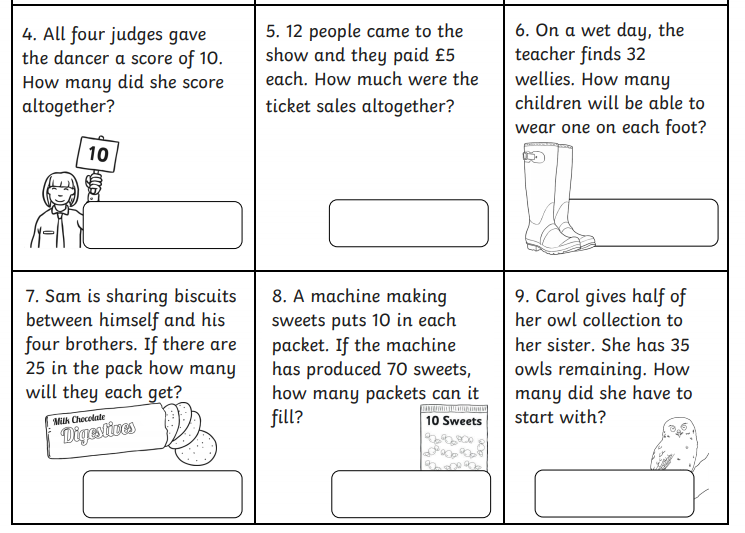 4. All four judges gave
the dancer a score of 10.
How many did she score
altogether?
10
5. 12 people came to the
show and they paid £5
each. How much were the
ticket sales altogether?
6. On a wet day, the
teacher finds 32
wellies. How many
children will be able to
wear one on each foot?
7. Sam is sharing biscuits
between himself and his
four brothers. If there are
25 in the pack how many
will they each get?
Milk Chocolate
Digestives
8. A machine making
sweets puts 10 in each
packet. If the machine
has produced 70 sweets,
how many packets can it
fill?
10 Sweets
9. Carol gives half of
her owl collection to
her sister. She has 35
owls remaining. How
many did she have to
start with?